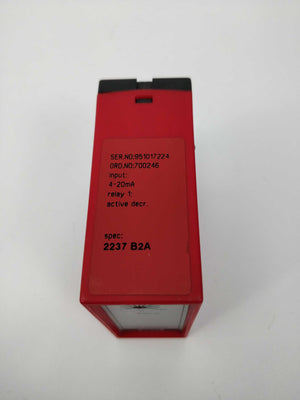 SER.NO:951017224
ORD.NO:700246
input:
4-20mA
relay 1:
active decr.
spec:
2237 B2A